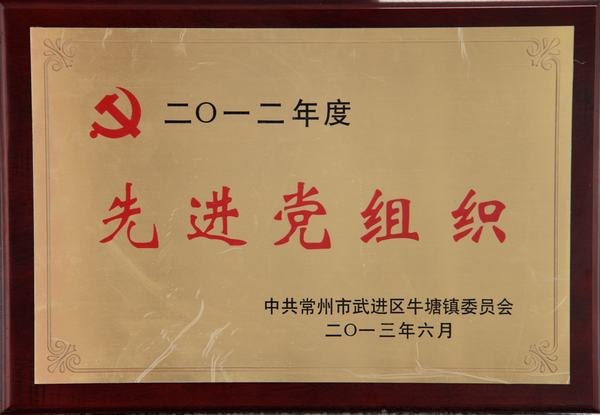 二〇一二年度
先进党组织
中共常州市武进区牛塘镇委员会
二〇一三年六月